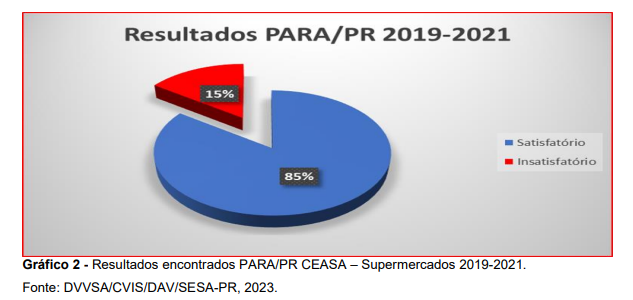 Resultados PARA/PR 2019-2021
15%
85%
Satisfatório
Insatisfatório
Gráfico 2 - Resultados encontrados PARA/PR CEASA – Supermercados 2019-2021.
Fonte: DVVSA/CVIS/DAV/SESA-PR, 2023.